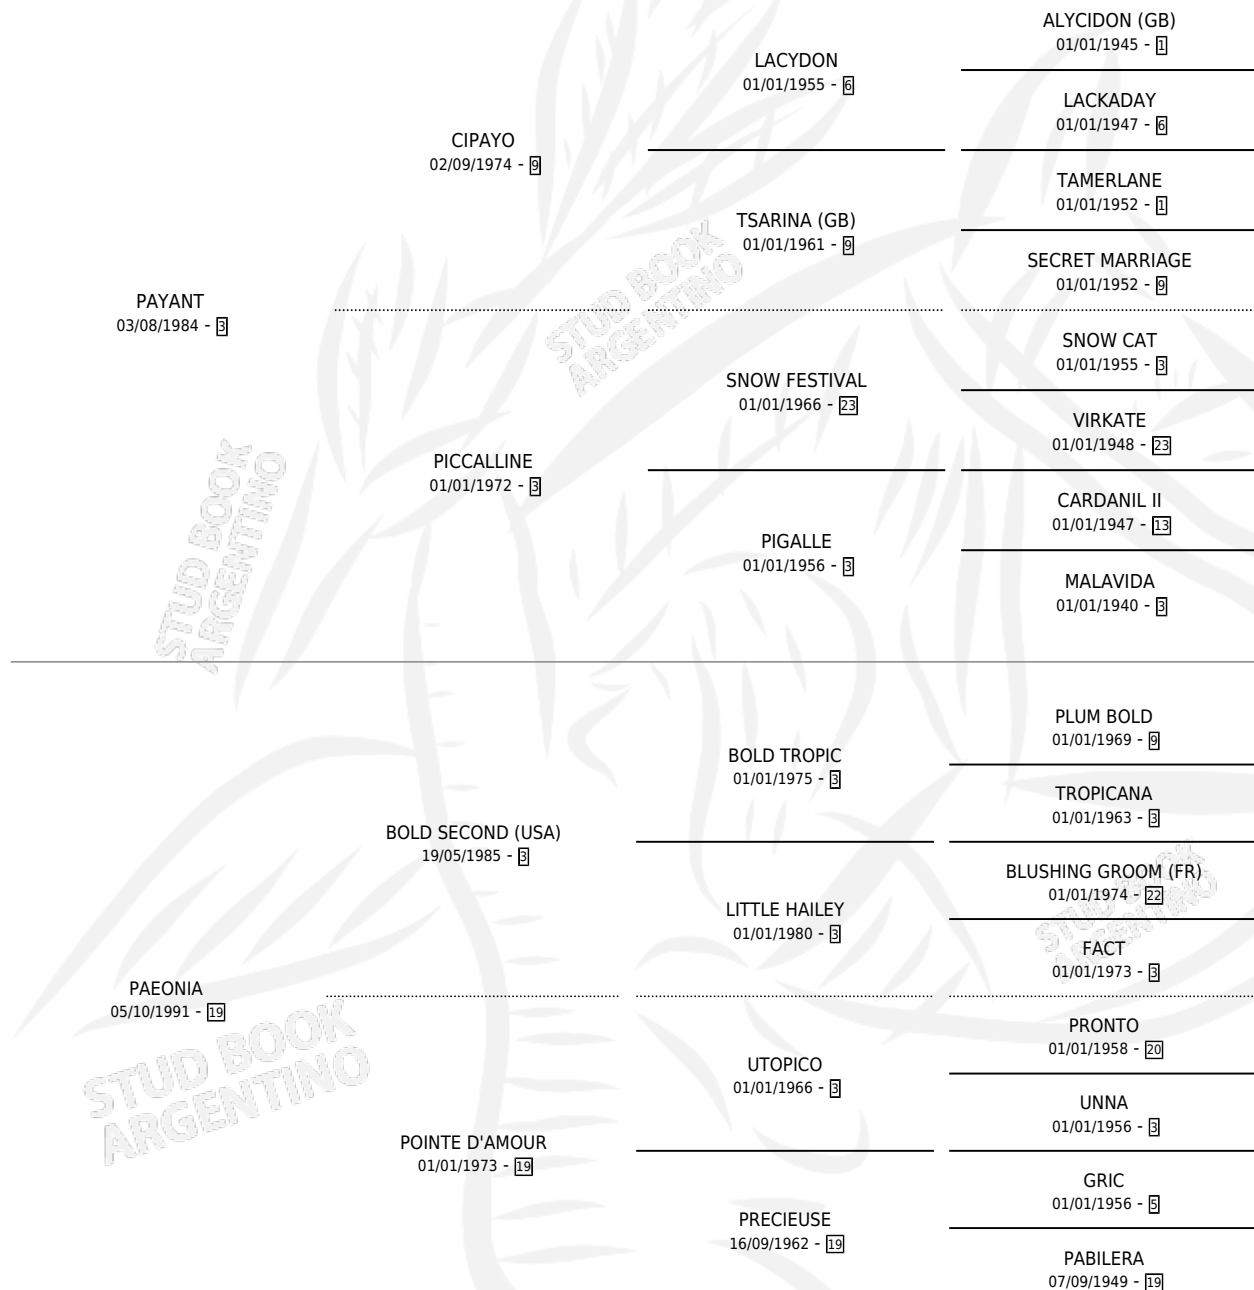 ALYCIDON (GB)
01/01/1945 - 1
LACYDON
01/01/1955 - 6
LACKADAY
01/01/1947 - 6
CIPAYO
02/09/1974 - 9
TAMERLANE
01/01/1952 - 1
TSARINA (GB)
01/01/1961 - 9
SECRET MARRIAGE
01/01/1952 - 9
PAYANT
03/08/1984 - 3
SNOW CAT
01/01/1955 - 3
SNOW FESTIVAL
01/01/1966 - 23
VIRKATE
01/01/1948 - 23
PICCALLINE
01/01/1972 - 3
CARDANIL II
01/01/1947 - 13
PIGALLE
01/01/1956 - 3
MALAVIDA
01/01/1940 - 3
PLUM BOLD
01/01/1969 - 9
BOLD TROPIC
01/01/1975 - 3
TROPICANA
01/01/1963 - 3
BOLD SECOND (USA)
19/05/1985 - 3
BLUSHING GROOM (FR)
01/01/1974 - 22
LITTLE HAILEY
01/01/1980 - 3
FACT
01/01/1973 - 3
PAEONIA
05/10/1991 - 19
PRONTO
01/01/1958 - 20
UTOPICO
01/01/1966 - 3
UNNA
01/01/1956 - 3
POINTE D'AMOUR
01/01/1973 - 19
GRIC
01/01/1956 - 5
PRECIEUSE
16/09/1962 - 19
PABILERA
07/09/1949 - 19
STUD BOOK
ARGENTINO
STUD BOOK
ARGENTINO
STUD BOOK
ARGENTINO
STUD BOOK
ARGENTINO